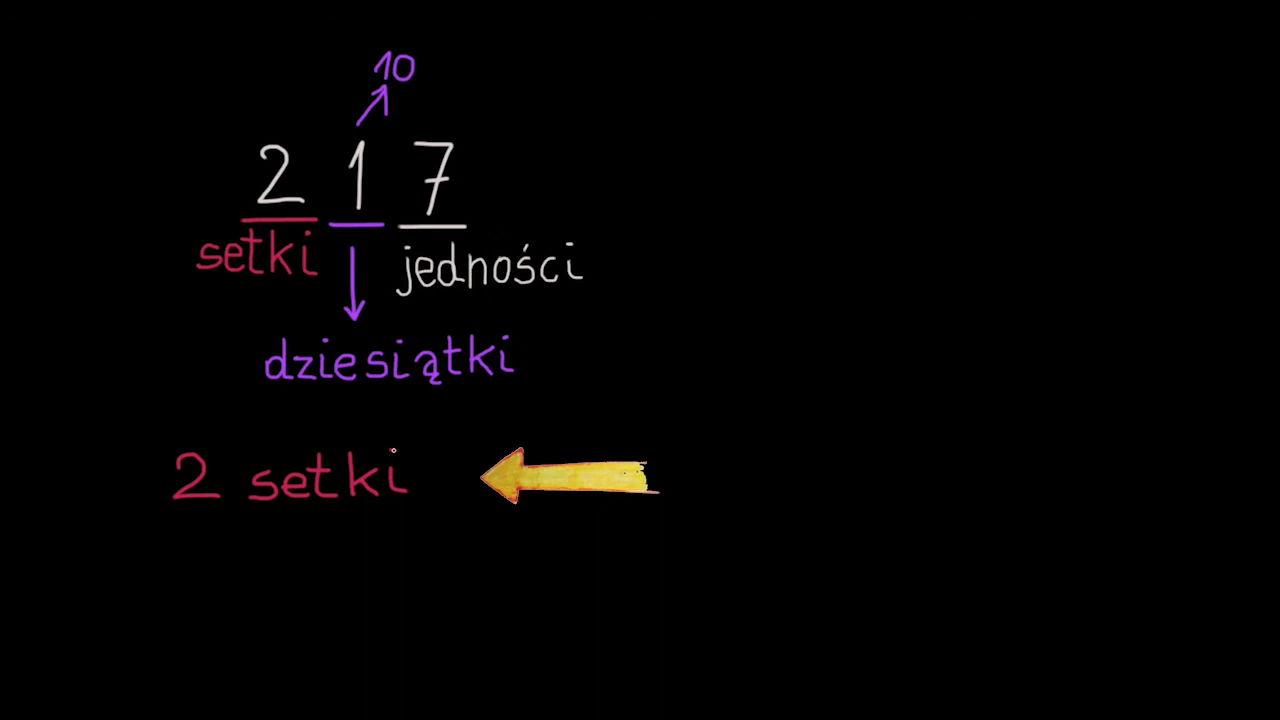 10
2 1 7
setki jedności
dziesiątki
2 setki